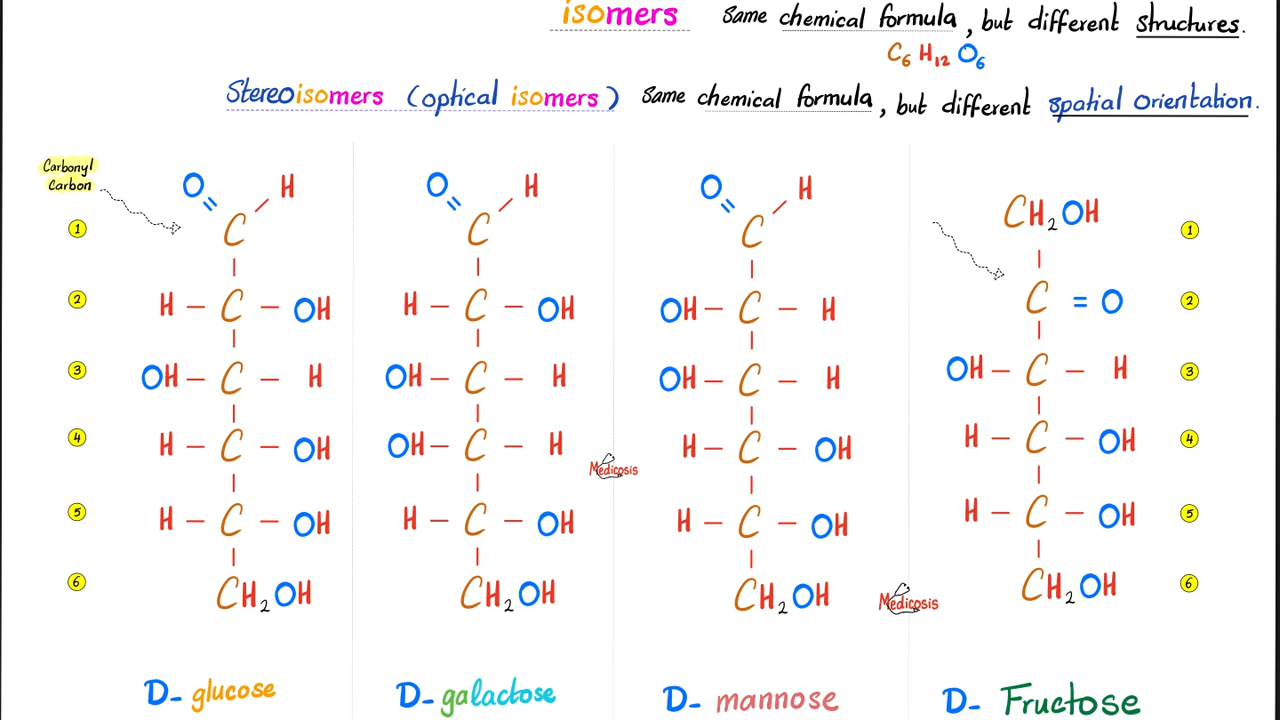 isomers same chemical formula, but different structures.
C6 H12 O6
Stereoisomers (optical isomers) same chemical formula, but different spatial orientation.
Carbonyl
Carbon
O H O H O H
1 C C C CH2OH 1
2 H – C – OH H – C – OH OH – C – H C = O 2
3 OH – C – H OH – C – H OH – C – H OH – C – H 3
4 H – C – OH OH – C – H H – C – OH H – C – OH 4
Medicosis
5 H – C – OH H – C – OH H – C – OH H – C – OH 5
6 CH2OH CH2OH CH2OH CH2OH 6
Medicosis
D- glucose D- galactose D- mannose D- Fructose